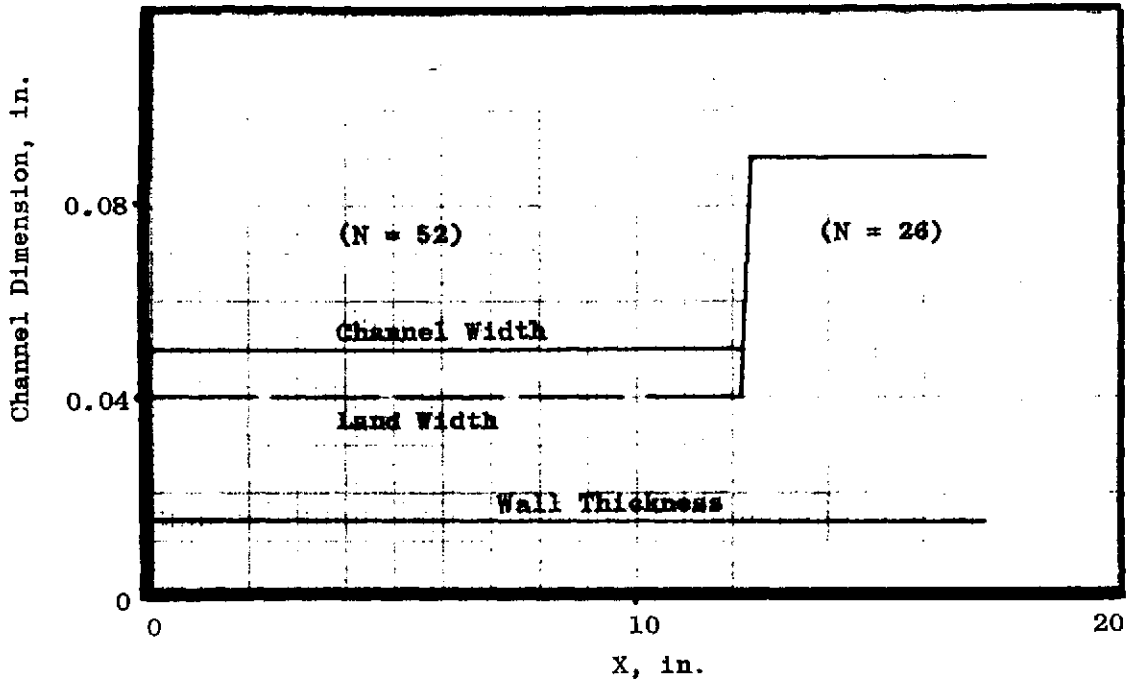 Channel Dimension, in.
0.08
0.04
0
(N = 52)
(N = 26)
Channel Width
Land Width
Wall Thickness
0
10
20
X, in.